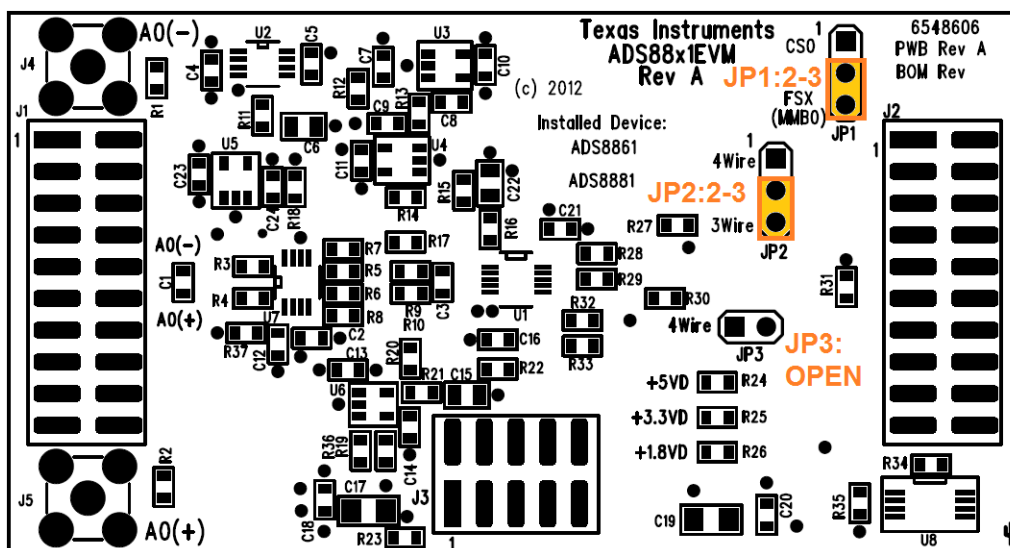 A0(-)
J4
R1
C4
U2
C5
C7
R12
U3
C10
R13
C9
C8
Texas Instruments
ADS88x1EVM
Rev A
(c) 2012
Installed Device:
ADS8861
ADS8881
1
CS0
FSX
(MMB0)
JP1
JP1:2-3
6548606
PWB Rev A
BOM Rev
J1
1
R11
C6
U4
C11
U5
C23
C24
R18
R14
R15
C22
R16
C21
R27
1
4Wire
3Wire
JP2
JP2:2-3
J2
1
A0(-)
C1
A0(+)
R3
R4
U7
R37
C12
R7
R5
R6
R8
C2
R17
R9
R10
C3
U1
R28
R29
R30
R31
R32
R33
4Wire
JP3
JP3:
OPEN
C13
R20
C16
R22
R21
C15
U6
R36
R19
C14
+5VD
R24
+3.3VD
R25
+1.8VD
R26
J5
R2
A0(+)
C18
C17
R23
J3
1
C19
C20
R34
R35
U8